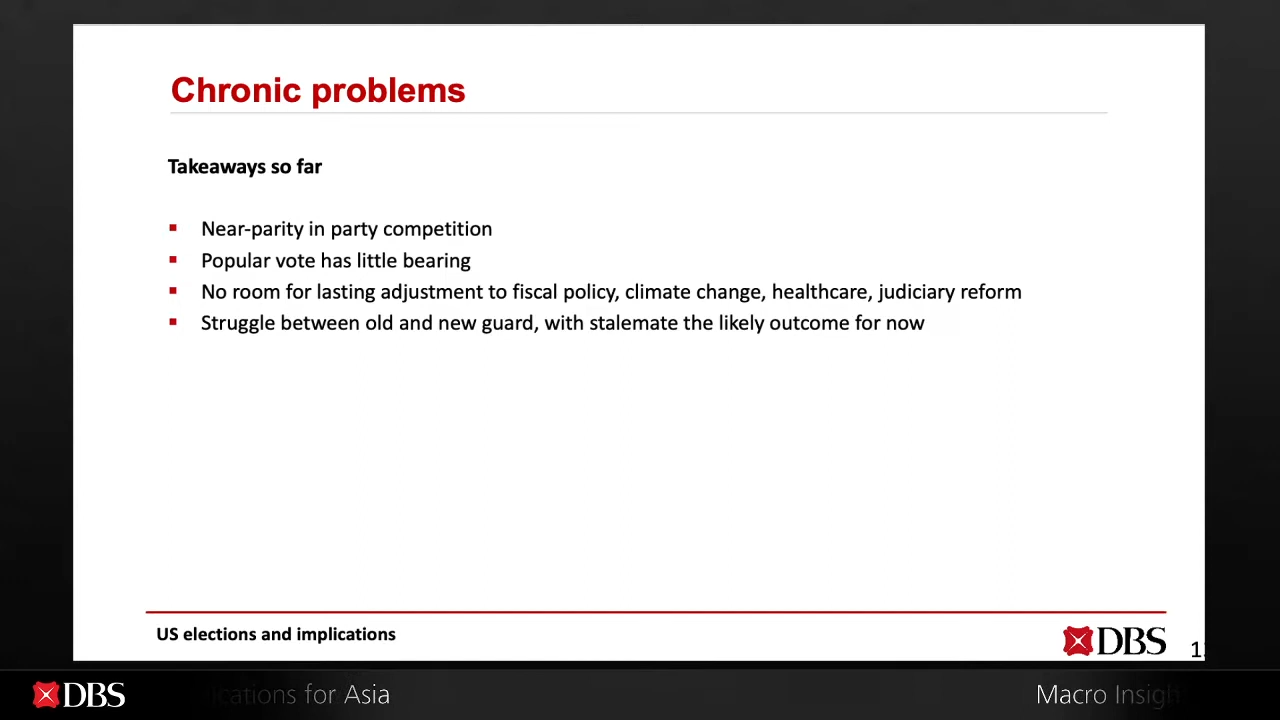 Chronic problems
Takeaways so far
Near-parity in party competition
Popular vote has little bearing
No room for lasting adjustment to fiscal policy, climate change, healthcare, judiciary reform
Struggle between old and new guard, with stalemate the likely outcome for now
US elections and implications
DBS
DBS
for Asia
Macro